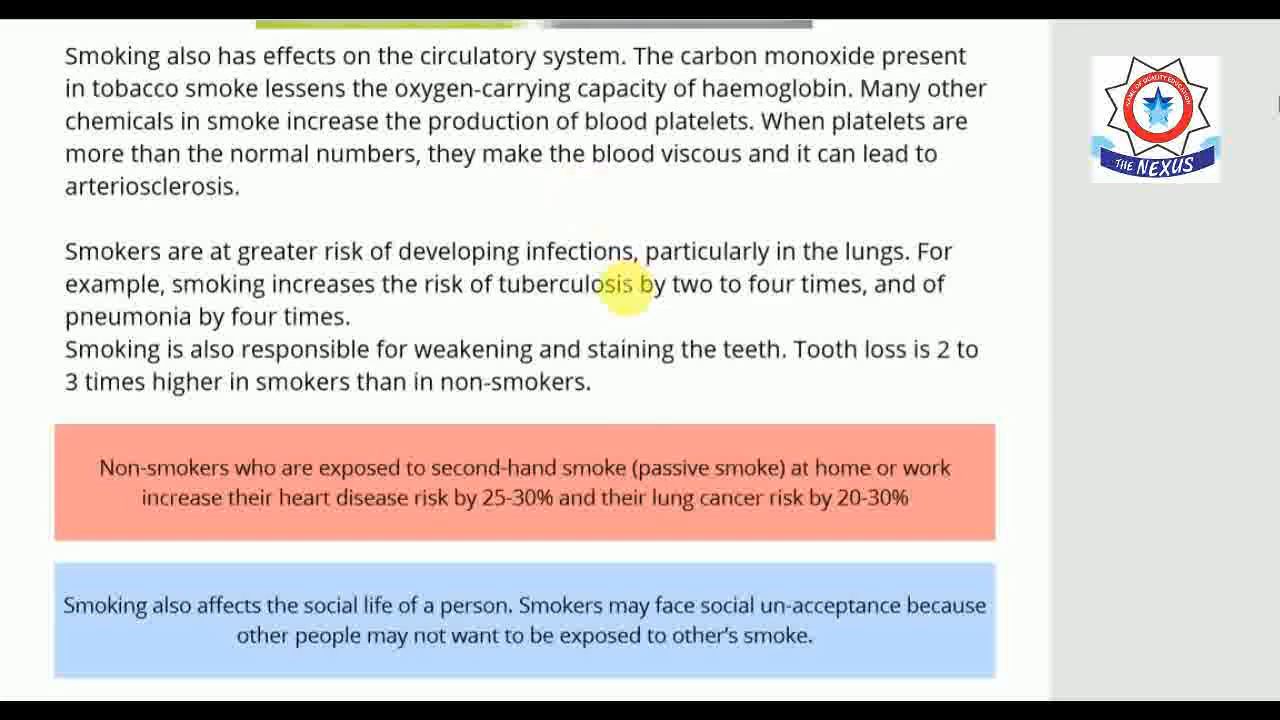 Smoking also has effects on the circulatory system. The carbon monoxide present
in tobacco smoke lessens the oxygen-carrying capacity of haemoglobin. Many other
chemicals in smoke increase the production of blood platelets. When platelets are
more than the normal numbers, they make the blood viscous and it can lead to
arteriosclerosis.
Smokers are at greater risk of developing infections, particularly in the lungs. For
example, smoking increases the risk of tuberculosis by two to four times, and of
pneumonia by four times.
Smoking is also responsible for weakening and staining the teeth. Tooth loss is 2 to
3 times higher in smokers than in non-smokers.
Non-smokers who are exposed to second-hand smoke (passive smoke) at home or work
increase their heart disease risk by 25-30% and their lung cancer risk by 20-30%
Smoking also affects the social life of a person. Smokers may face social un-acceptance because
other people may not want to be exposed to other's smoke.
NAME OF QUALITY EDUCATION
THE NEXUS